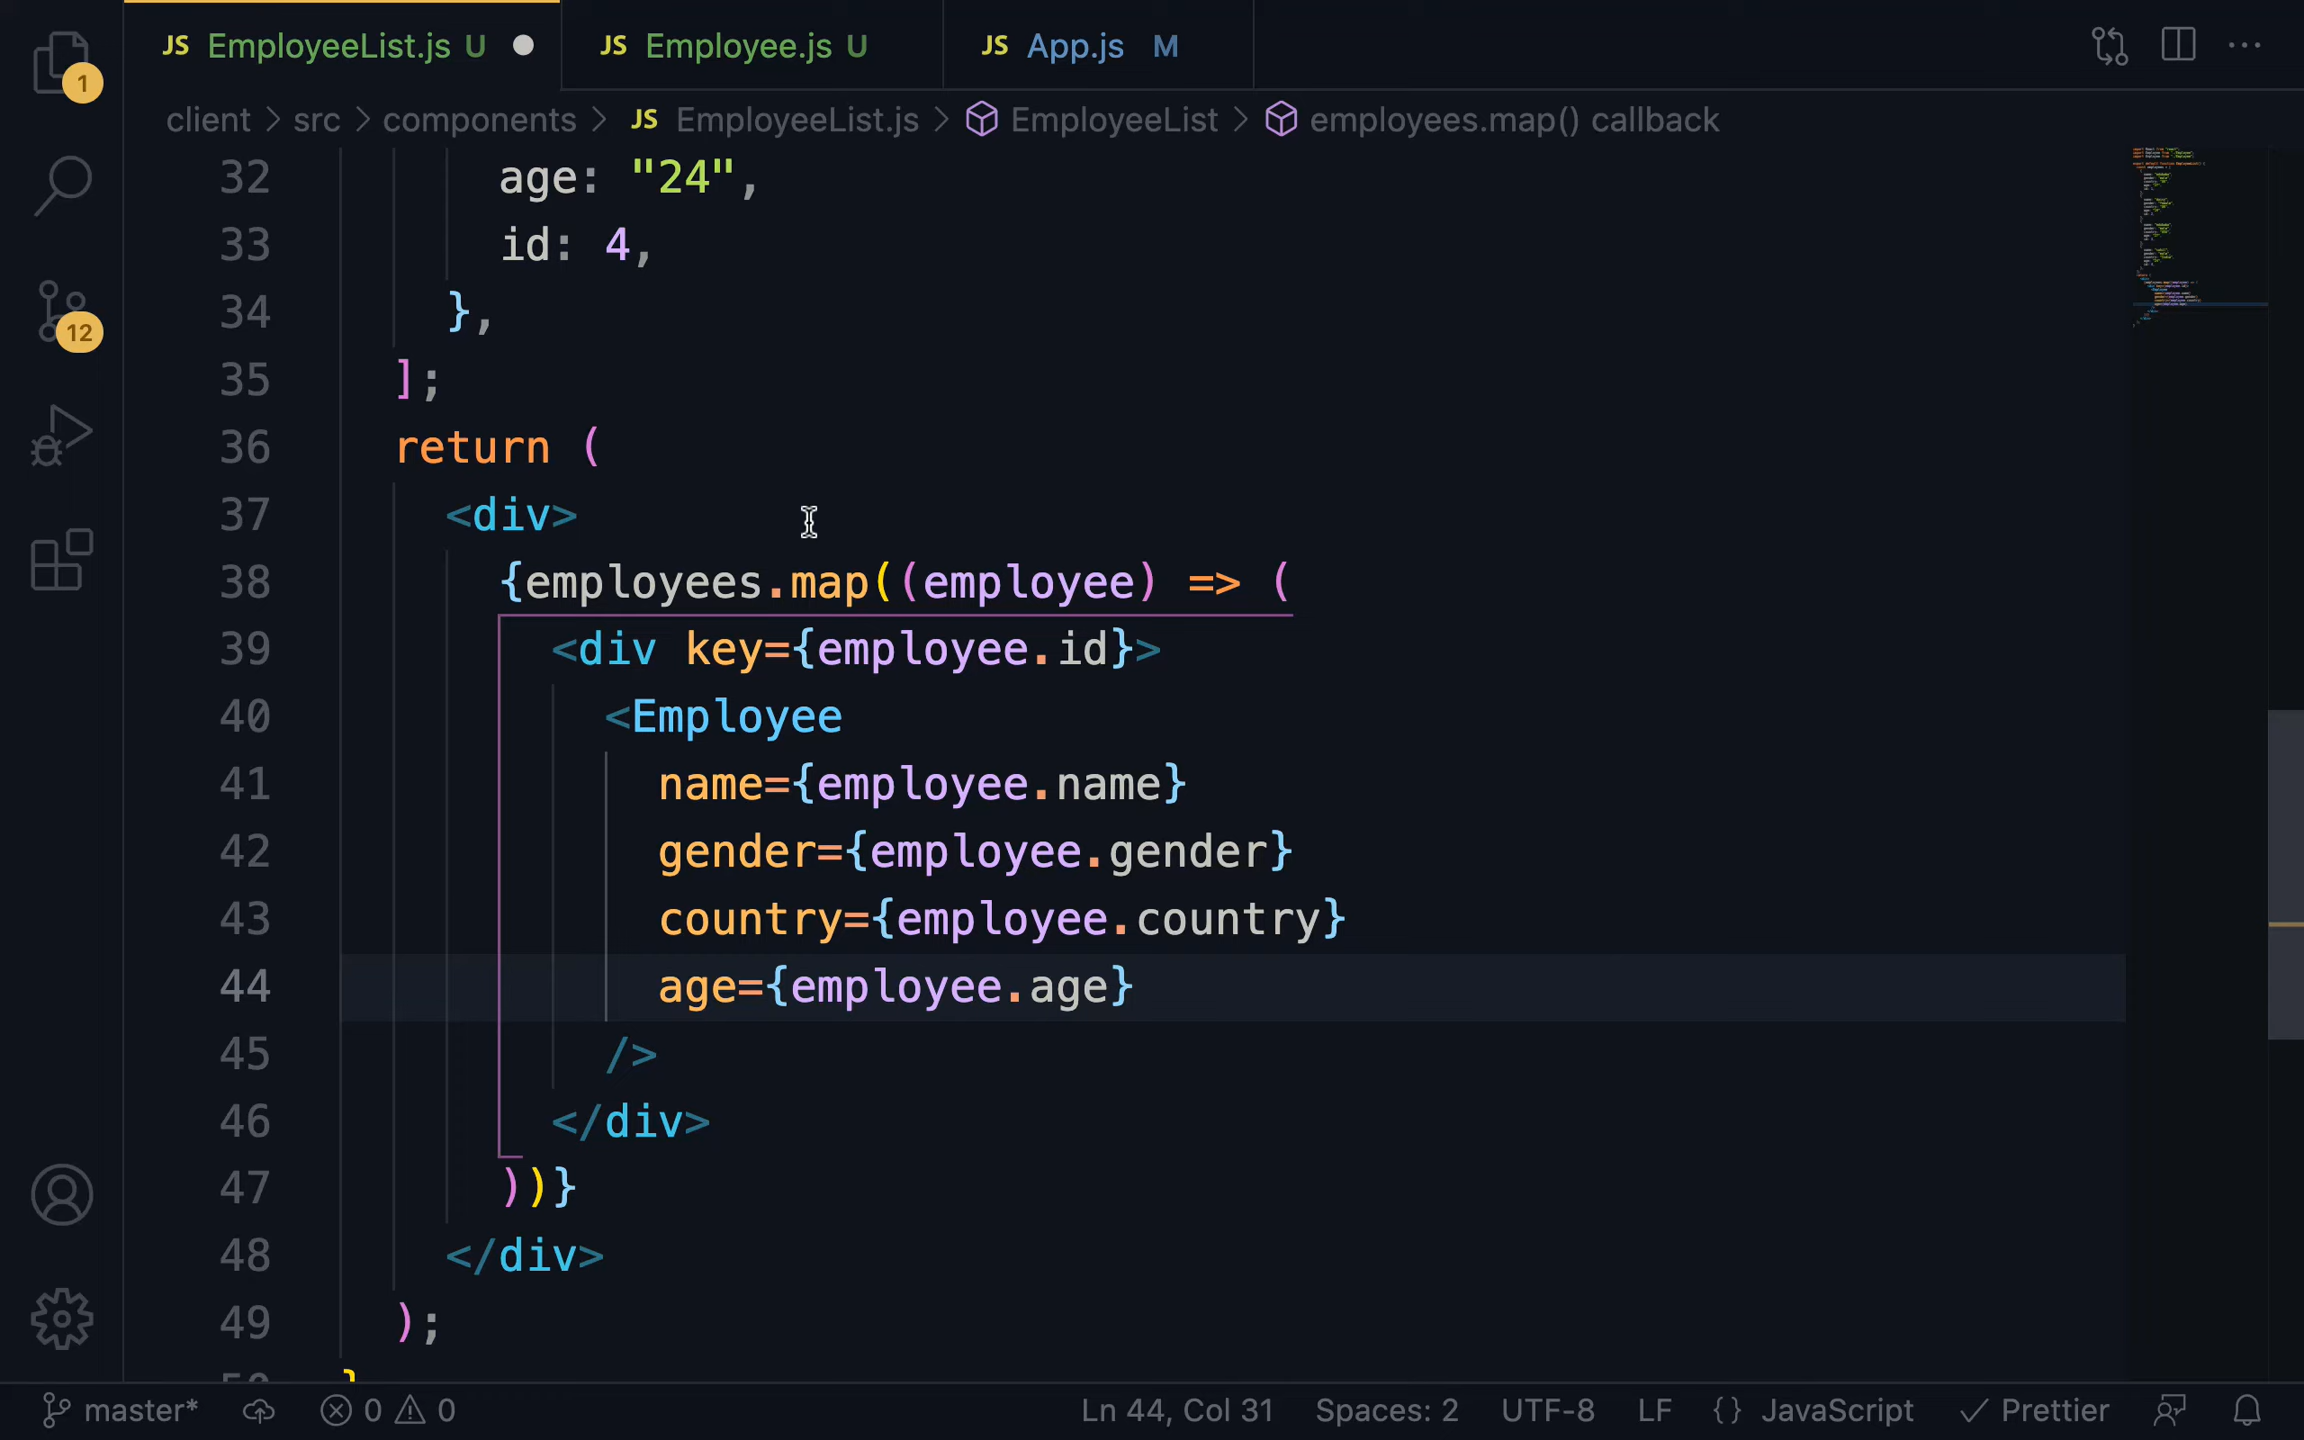 JS EmployeeList.js U
JS Employee.js U
JS App.js M
1
12
client > src > components > JS EmployeeList.js > EmployeeList > employees.map() callback
32 age: "24",
33 id: 4,
34 },
35 ];
36 return (
37 <div>
38 {employees.map((employee) => (
39 <div key={employee.id}>
40 <Employee
41 name={employee.name}
42 gender={employee.gender}
43 country={employee.country}
44 age={employee.age}
45 />
46 </div>
47 ))}
48 </div>
49 );
50 }
master* 0 0 Ln 44, Col 31 Spaces: 2 UTF-8 LF {} JavaScript Prettier